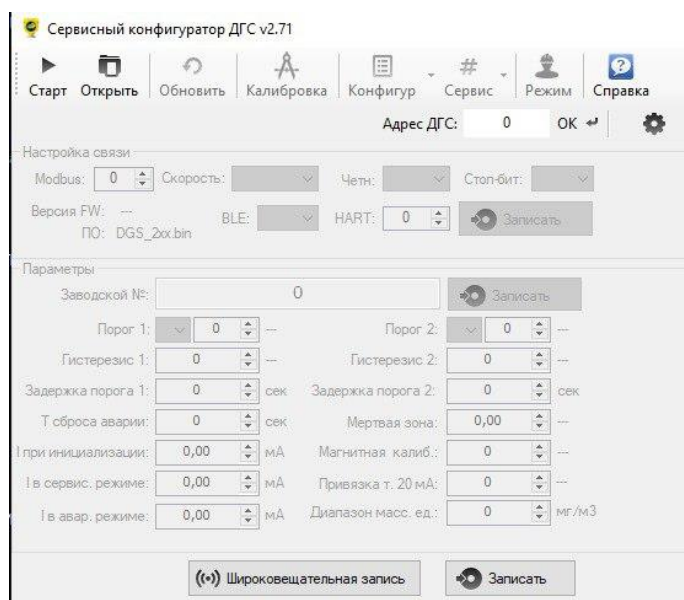 Сервисный конфигуратор ДГС v2.71
Старт Открыть Обновить Калибровка Конфигур Сервис Режим Справка
Адрес ДГС: 0 OK
Настройка связи
Modbus: 0 Скорость: Четн: Стоп-бит:
Версия FW: --- BLE: HART: 0 Записать
ПО: DGS_2xx.bin
Параметры
Заводской №: 0 Записать
Порог 1: 0 --- Порог 2: 0 ---
Гистерезис 1: 0 --- Гистерезис 2: 0 ---
Задержка порога 1: 0 сек Задержка порога 2: 0 сек
Т сброса аварии: 0 сек Мертвая зона: 0,00 ---
I при инициализации: 0,00 мА Магнитная калиб.: 0 ---
I в сервис. режиме: 0,00 мА Привязка т. 20 мА: 0 ---
I в авар. режиме: 0,00 мА Диапазон масс. ед.: 0 мг/м3
Широковещательная запись Записать